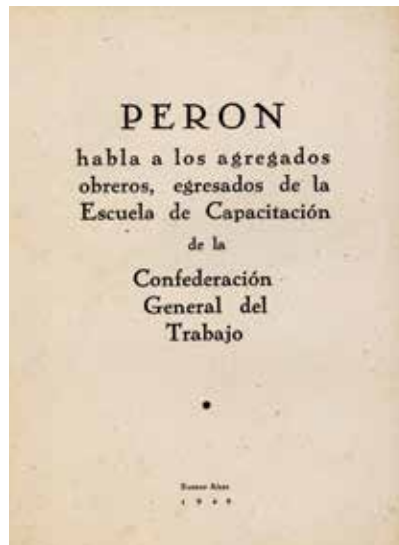 PERON
habla a los agregados
obreros, egresados de la
Escuela de Capacitación
de la
Confederación
General del
Trabajo
Buenos Aires
1949